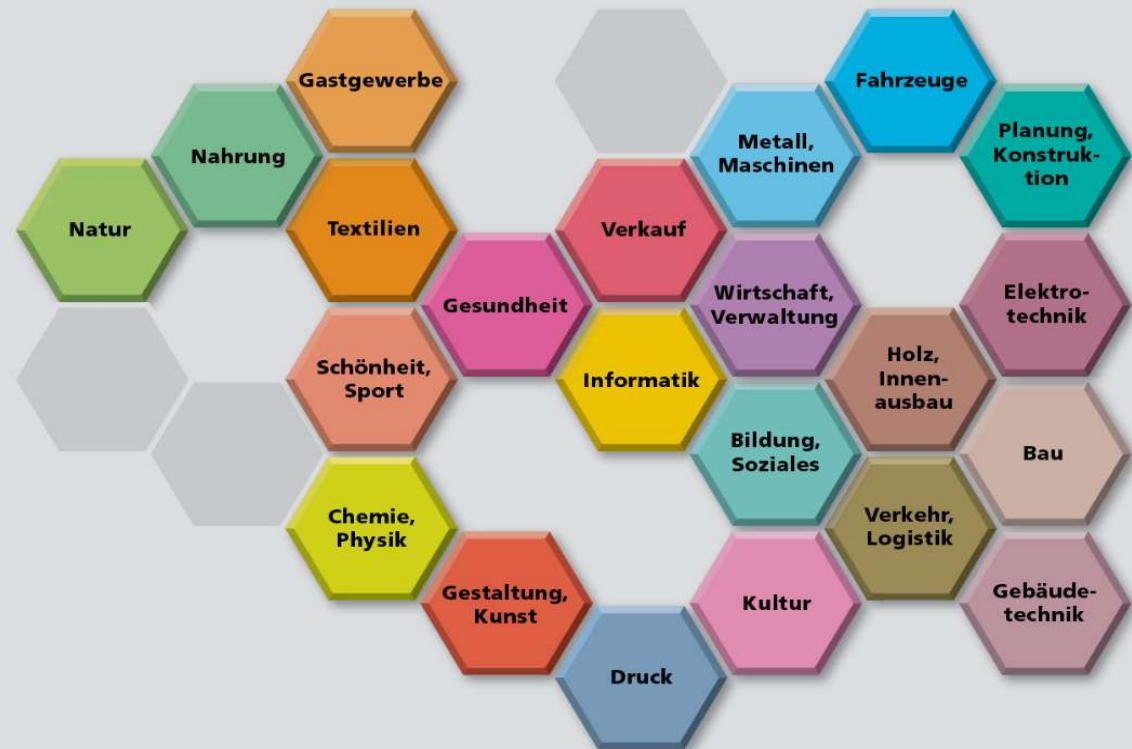 Gastgewerbe
Fahrzeuge
Nahrung
Metall,
Maschinen
Planung,
Konstruk-
tion
Natur
Textilien
Verkauf
Gesundheit
Wirtschaft,
Verwaltung
Elektro-
technik
Schönheit,
Sport
Informatik
Holz,
Innen-
ausbau
Bildung,
Soziales
Bau
Chemie,
Physik
Verkehr,
Logistik
Gestaltung,
Kunst
Kultur
Gebäude-
technik
Druck